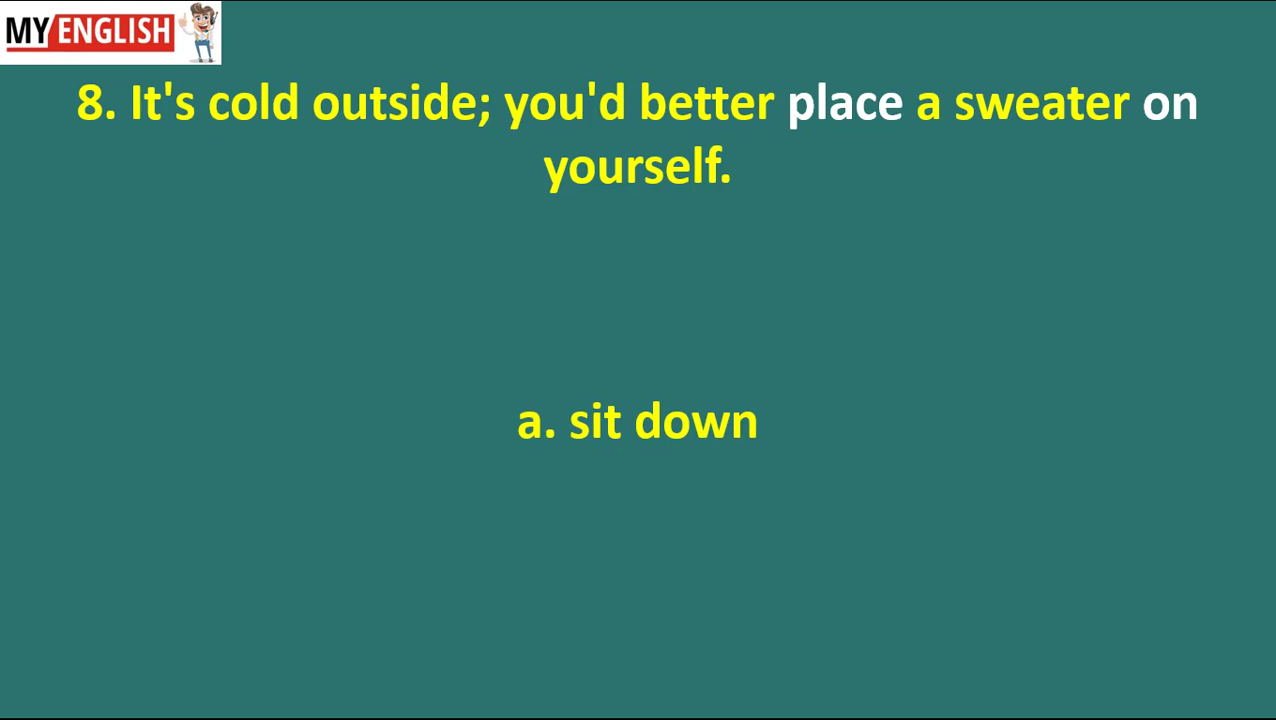 MY ENGLISH
8. It's cold outside; you'd better place a sweater on
yourself.
a. sit down